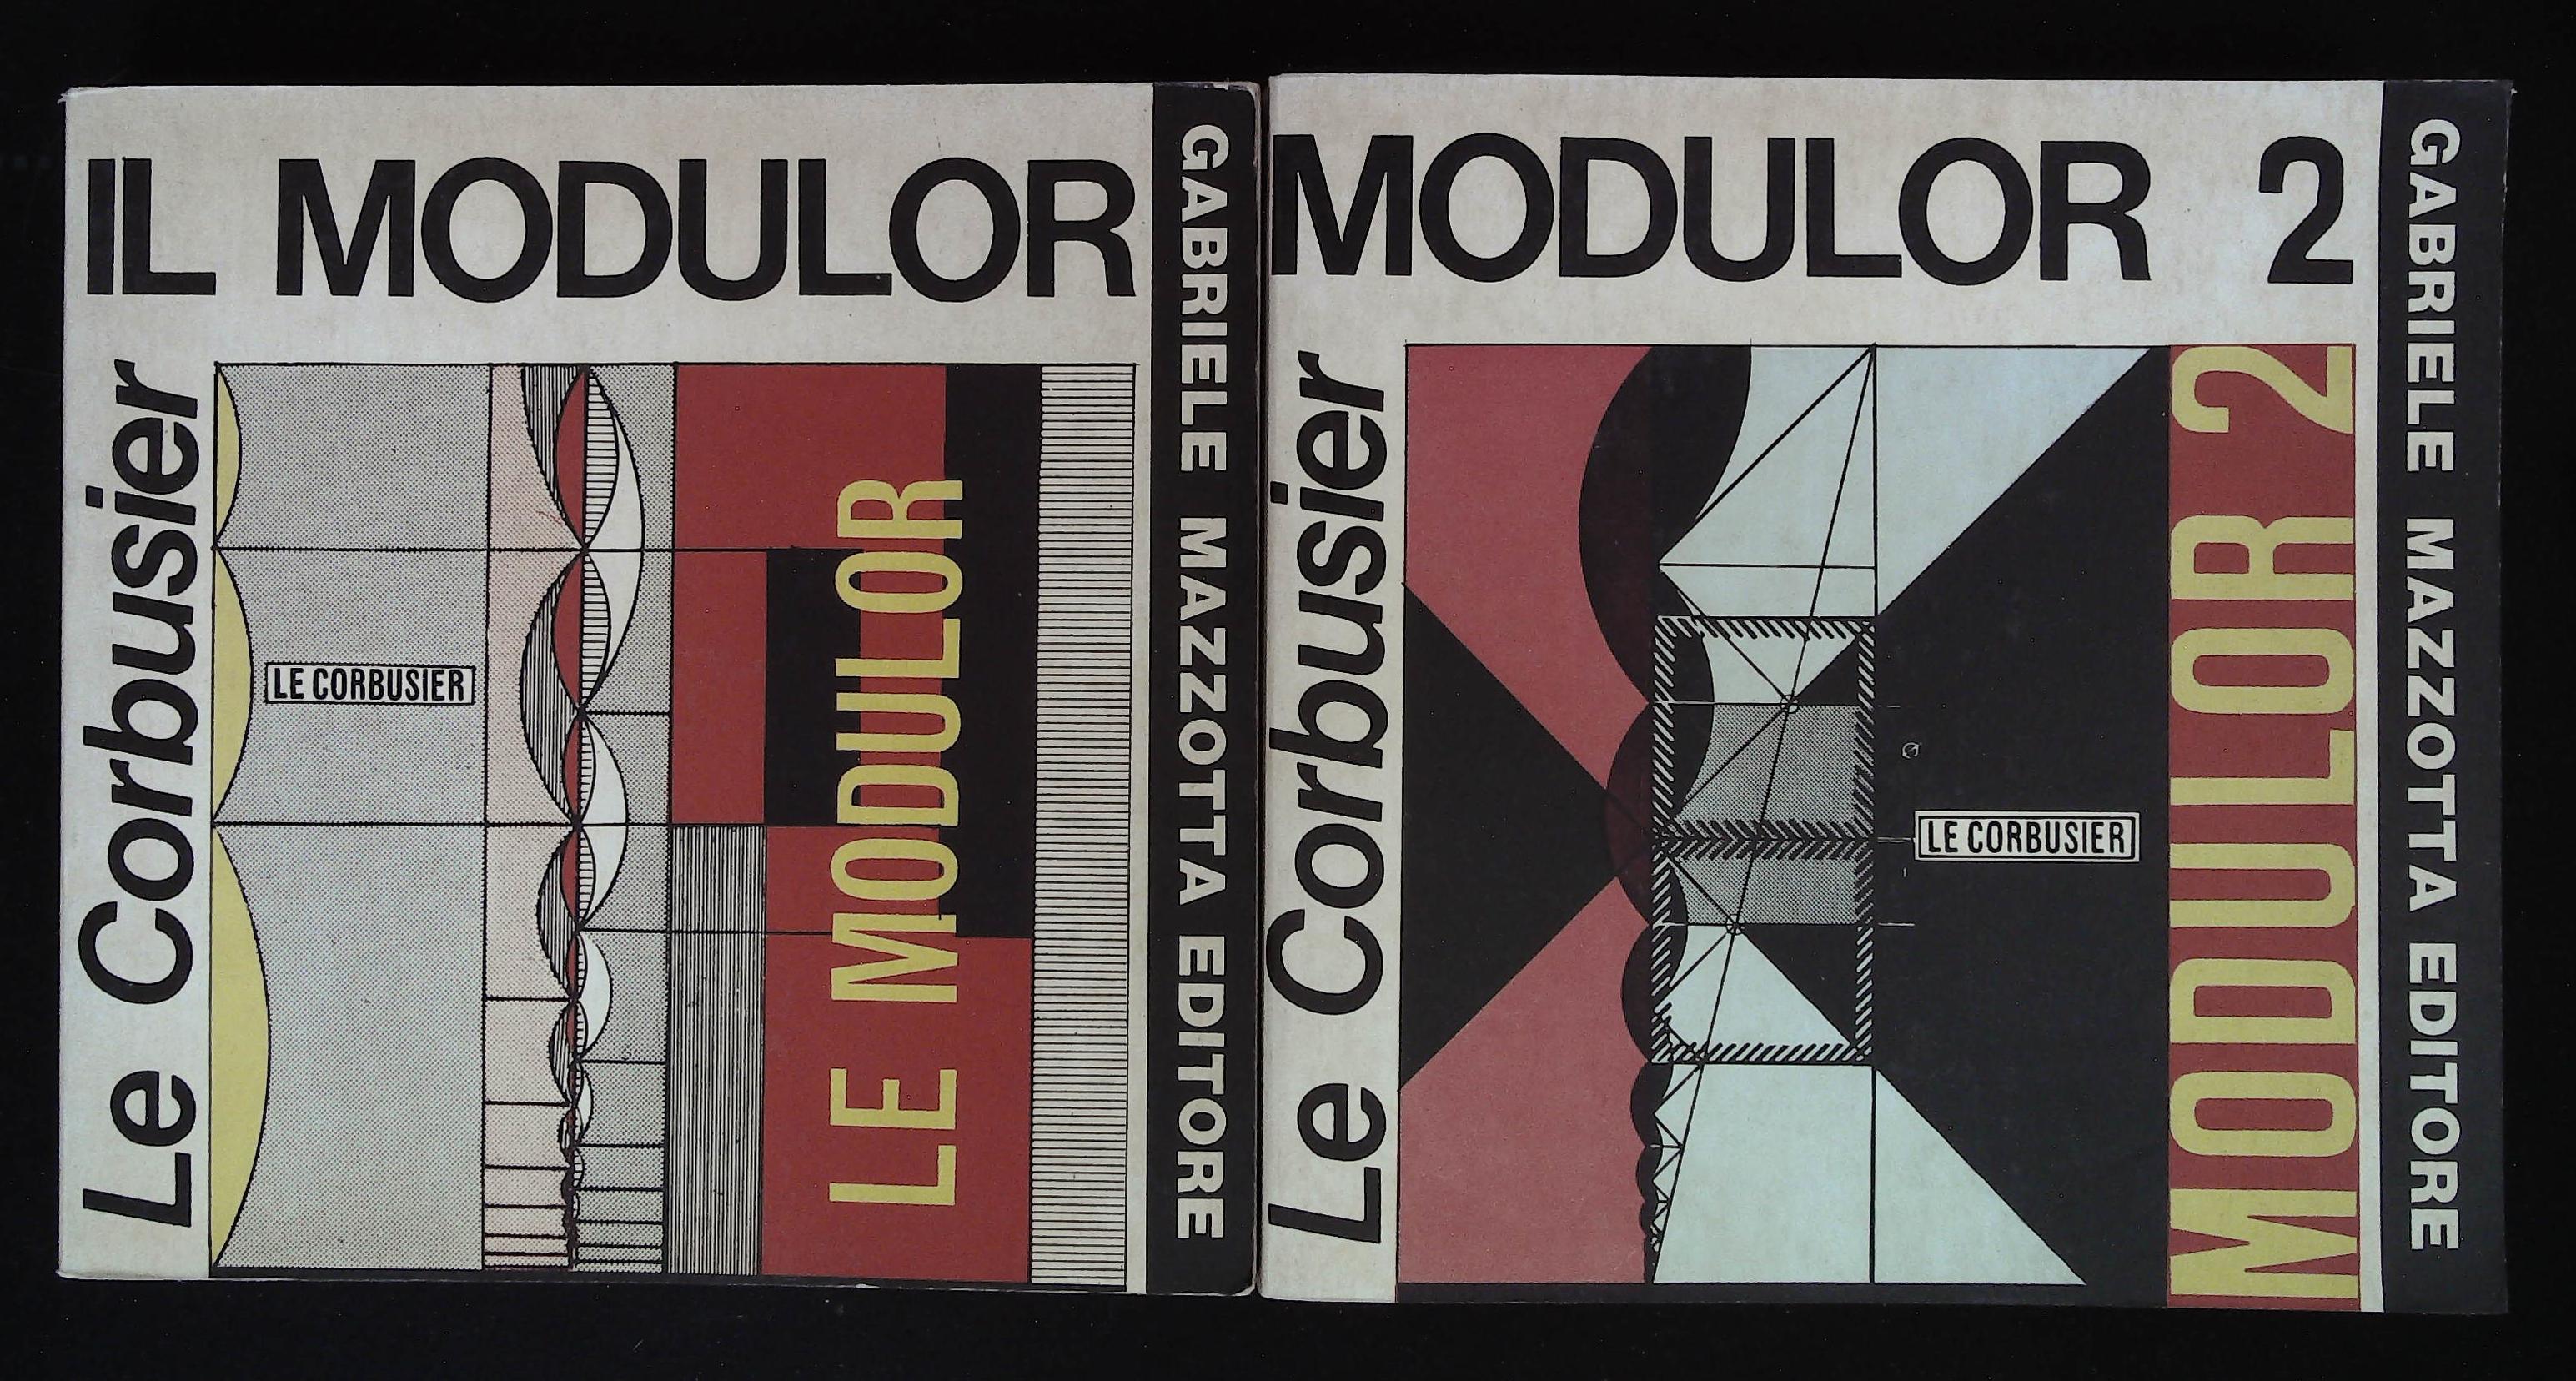 IL MODULOR
Le Corbusier
LE CORBUSIER
LE MODULOR
GABRIELE MAZZOTTA EDITORE
MODULOR 2
Le Corbusier
LE CORBUSIER
MODULOR 2
GABRIELE MAZZOTTA EDITORE